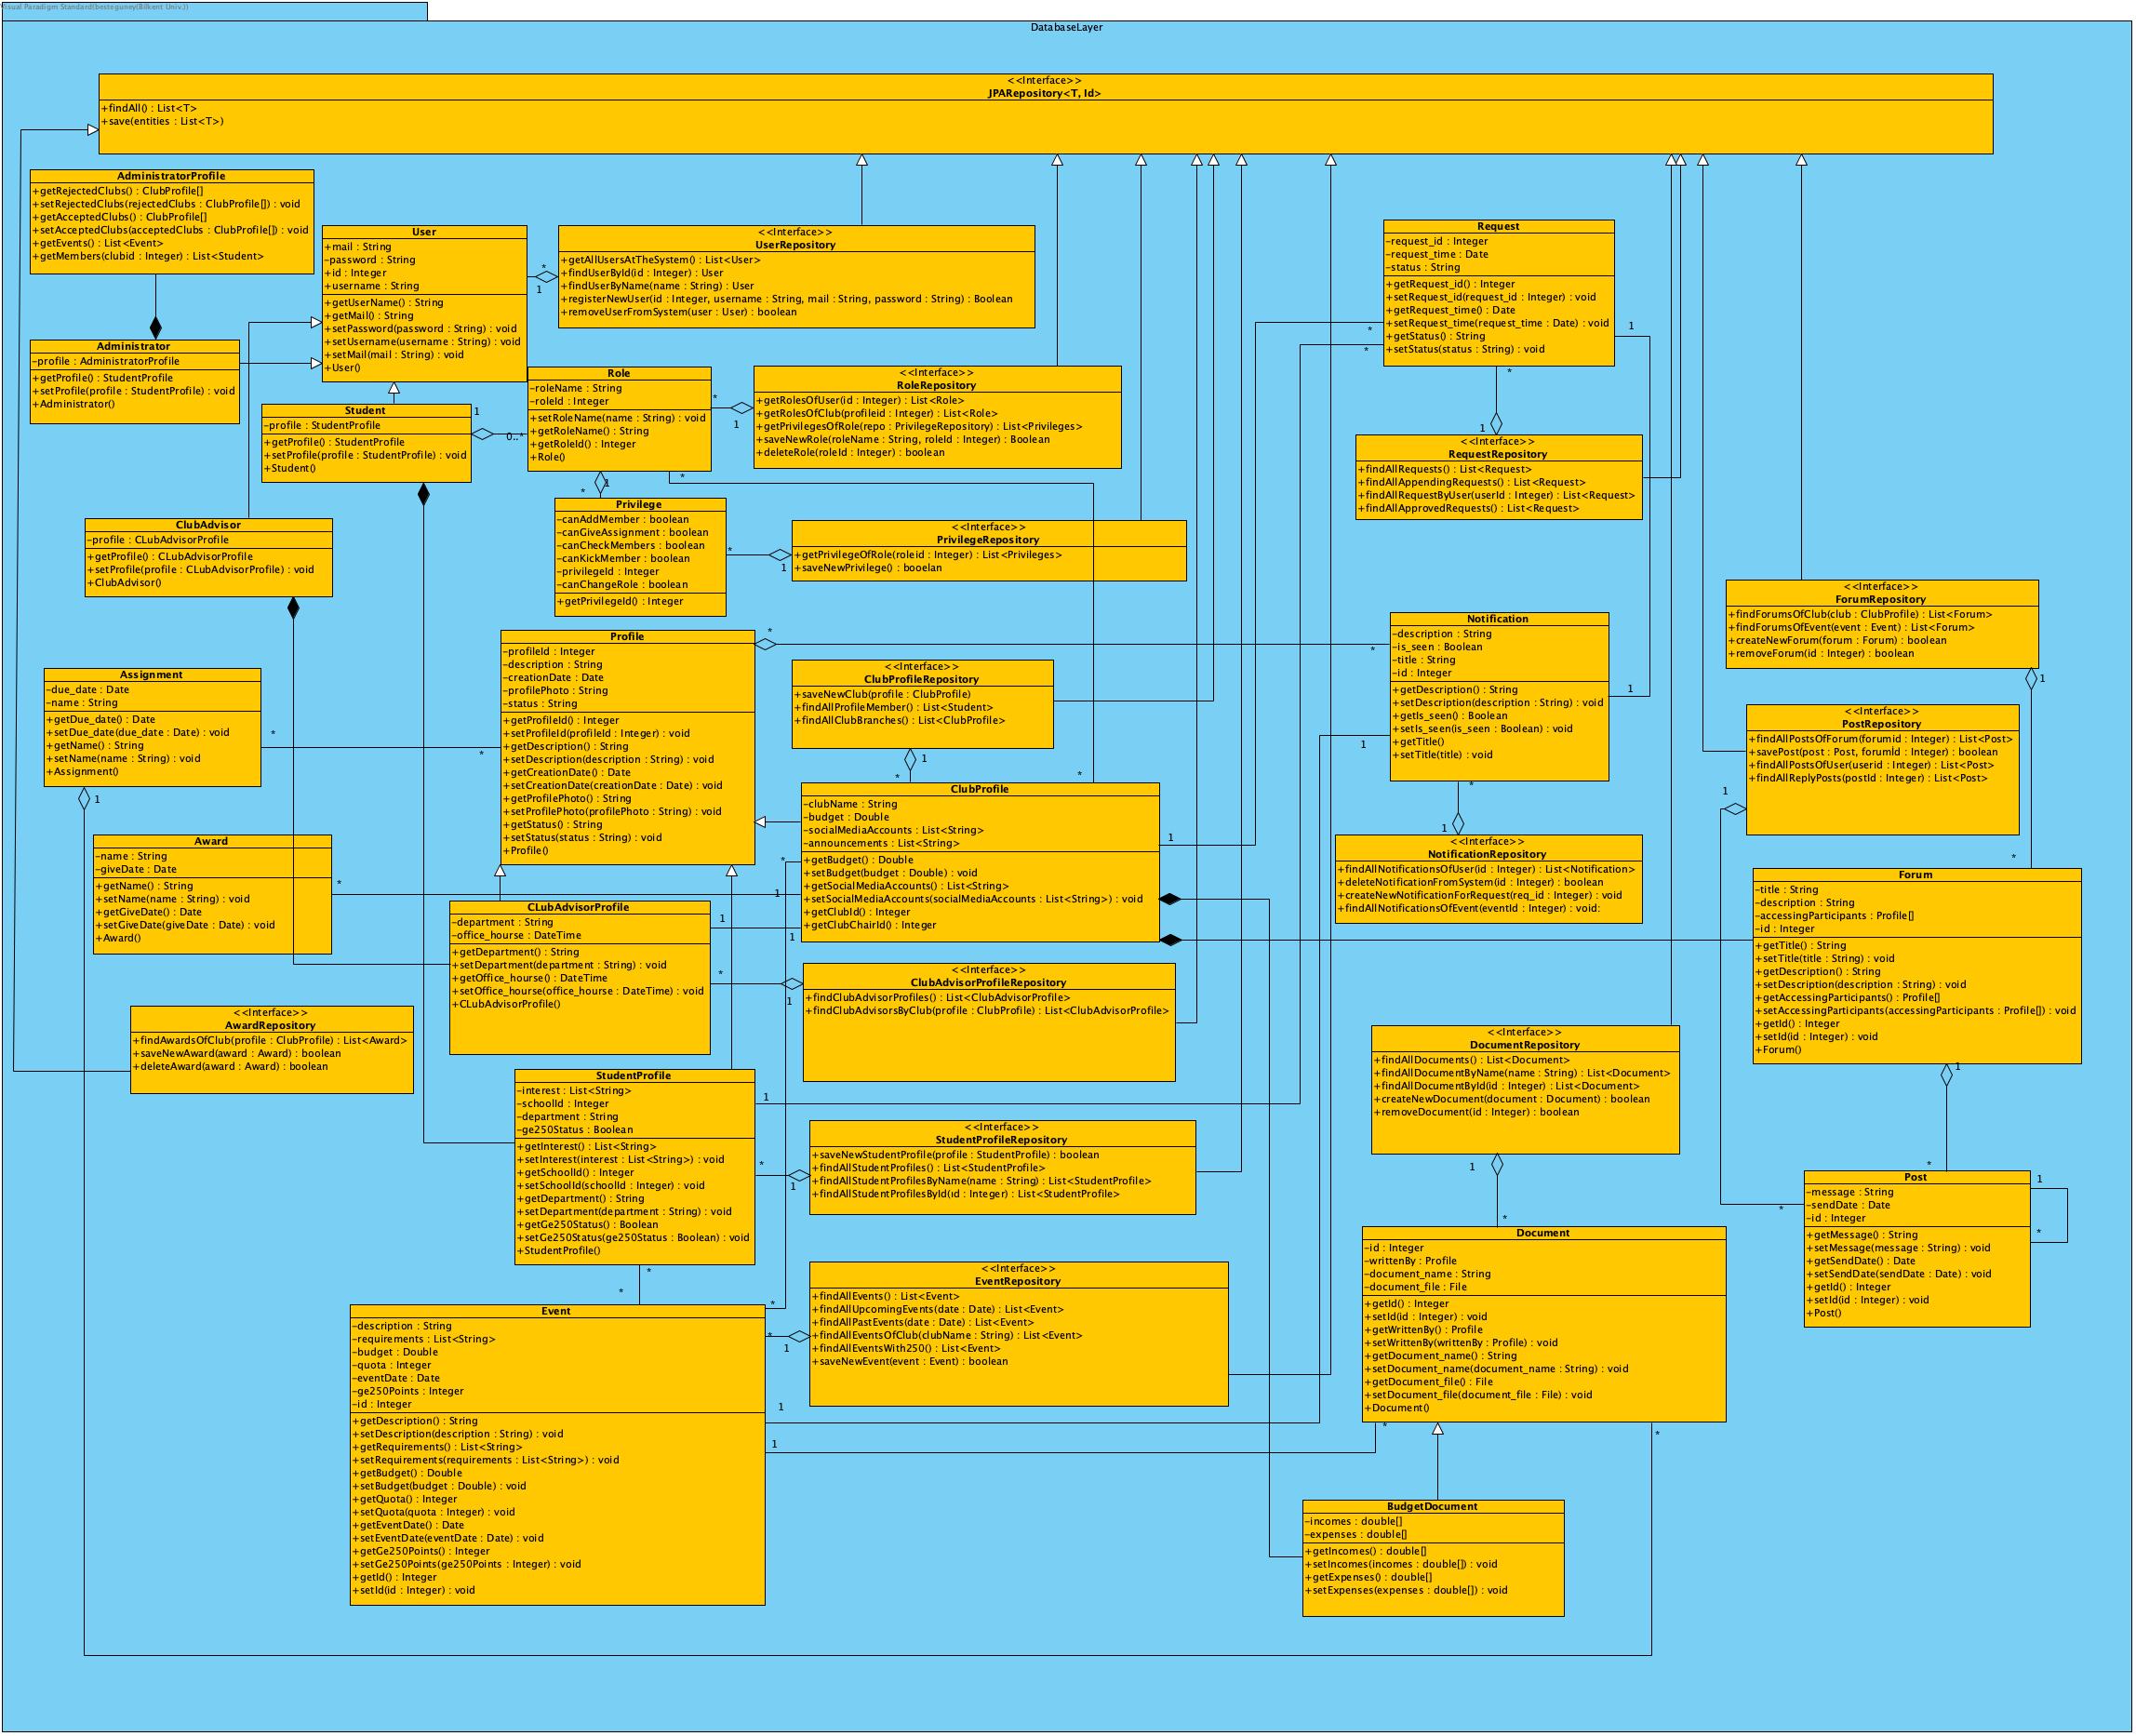 Visual Paradigm Standard(besteguney(Bilkent Univ.))
DatabaseLayer
<<Interface>>
JPARepository<T, Id>
+findAll() : List<T>
+save(entities : List<T>)
AdministratorProfile
+getRejectedClubs() : ClubProfile[]
+setRejectedClubs(rejectedClubs : ClubProfile[]) : void
+getAcceptedClubs() : ClubProfile[]
+setAcceptedClubs(acceptedClubs : ClubProfile[]) : void
+getEvents() : List<Event>
+getMembers(clubid : Integer) : List<Student>
User
+mail : String
-password : String
+id : Integer
+username : String
+getUserName() : String
+getMail() : String
+setPassword(password : String) : void
+setUsername(username : String) : void
+setMail(mail : String) : void
+User()
*
1
<<Interface>>
UserRepository
+getAllUsersAtTheSystem() : List<User>
+findUserById(id : Integer) : User
+findUserByName(name : String) : User
+registerNewUser(id : Integer, username : String, mail : String, password : String) : Boolean
+removeUserFromSystem(user : User) : boolean
Request
-request_id : Integer
-request_time : Date
-status : String
+getRequest_id() : Integer
+setRequest_id(request_id : Integer) : void
+getRequest_time() : Date
+setRequest_time(request_time : Date) : void
+getStatus() : String
+setStatus(status : String) : void
*
*
1
*
1
Administrator
-profile : AdministratorProfile
+getProfile() : StudentProfile
+setProfile(profile : StudentProfile) : void
+Administrator()
Student
-profile : StudentProfile
+getProfile() : StudentProfile
+setProfile(profile : StudentProfile) : void
+Student()
1
0..*
Role
-roleName : String
-roleId : Integer
+setRoleName(name : String) : void
+getRoleName() : String
+getRoleId() : Integer
+Role()
*
1
*
1
*
<<Interface>>
RoleRepository
+getRolesOfUser(id : Integer) : List<Role>
+getRolesOfClub(profileid : Integer) : List<Role>
+getPrivilegesOfRole(repo : PrivilegeRepository) : List<Privileges>
+saveNewRole(roleName : String, roleId : Integer) : Boolean
+deleteRole(roleId : Integer) : boolean
<<Interface>>
RequestRepository
+findAllRequests() : List<Request>
+findAllAppendingRequests() : List<Request>
+findAllRequestByUser(userId : Integer) : List<Request>
+findAllApprovedRequests() : List<Request>
Privilege
-canAddMember : boolean
-canGiveAssignment : boolean
-canCheckMembers : boolean
-canKickMember : boolean
-privilegeId : Integer
-canChangeRole : boolean
+getPrivilegeId() : Integer
*
1
<<Interface>>
PrivilegeRepository
+getPrivilegeOfRole(roleid : Integer) : List<Privileges>
+saveNewPrivilege() : booelan
ClubAdvisor
-profile : CLubAdvisorProfile
+getProfile() : CLubAdvisorProfile
+setProfile(profile : CLubAdvisorProfile) : void
+ClubAdvisor()
<<Interface>>
ForumRepository
+findForumsOfClub(club : ClubProfile) : List<Forum>
+findForumsOfEvent(event : Event) : List<Forum>
+createNewForum(forum : Forum) : boolean
+removeForum(id : Integer) : boolean
1
*
Profile
-profileId : Integer
-description : String
-creationDate : Date
-profilePhoto : String
-status : String
+getProfileId() : Integer
+setProfileId(profileId : Integer) : void
+getDescription() : String
+setDescription(description : String) : void
+getCreationDate() : Date
+setCreationDate(creationDate : Date) : void
+getProfilePhoto() : String
+setProfilePhoto(profilePhoto : String) : void
+getStatus() : String
+setStatus(status : String) : void
+Profile()
*
*
Notification
-description : String
-is_seen : Boolean
-title : String
-id : Integer
+getDescription() : String
+setDescription(description : String) : void
+getIs_seen() : Boolean
+setIs_seen(is_seen : Boolean) : void
+getTitle()
+setTitle(title) : void
1
1
*
1
<<Interface>>
ClubProfileRepository
+saveNewClub(profile : ClubProfile)
+findAllProfileMember() : List<Student>
+findAllClubBranches() : List<ClubProfile>
1
*
*
Assignment
-due_date : Date
-name : String
+getDue_date() : Date
+setDue_date(due_date : Date) : void
+getName() : String
+setName(name : String) : void
+Assignment()
*
*
1
<<Interface>>
PostRepository
+findAllPostsOfForum(forumid : Integer) : List<Post>
+savePost(post : Post, forumId : Integer) : boolean
+findAllPostsOfUser(userid : Integer) : List<Post>
+findAllReplyPosts(postId : Integer) : List<Post>
1
ClubProfile
-clubName : String
-budget : Double
-socialMediaAccounts : List<String>
-announcements : List<String>
+getBudget() : Double
+setBudget(budget : Double) : void
+getSocialMediaAccounts() : List<String>
+setSocialMediaAccounts(socialMediaAccounts : List<String>) : void
+getClubId() : Integer
+getClubChairId() : Integer
1
*
1
1
1
Award
-name : String
-giveDate : Date
+getName() : String
+setName(name : String) : void
+getGiveDate() : Date
+setGiveDate(giveDate : Date) : void
+Award()
*
<<Interface>>
NotificationRepository
+findAllNotificationsOfUser(id : Integer) : List<Notification>
+deleteNotificationFromSystem(id : Integer) : boolean
+createNewNotificationForRequest(req_id : Integer) : void
+findAllNotificationsOfEvent(eventId : Integer) : void:
Forum
-title : String
-description : String
-accessingParticipants : Profile[]
-id : Integer
+getTitle() : String
+setTitle(title : String) : void
+getDescription() : String
+setDescription(description : String) : void
+getAccessingParticipants() : Profile[]
+setAccessingParticipants(accessingParticipants : Profile[]) : void
+getId() : Integer
+setId(id : Integer) : void
+Forum()
1
*
CLubAdvisorProfile
-department : String
-office_hourse : DateTime
+getDepartment() : String
+setDepartment(department : String) : void
+getOffice_hourse() : DateTime
+setOffice_hourse(office_hourse : DateTime) : void
+CLubAdvisorProfile()
*
1
<<Interface>>
ClubAdvisorProfileRepository
+findClubAdvisorProfiles() : List<ClubAdvisorProfile>
+findClubAdvisorsByClub(profile : ClubProfile) : List<ClubAdvisorProfile>
<<Interface>>
AwardRepository
+findAwardsOfClub(profile : ClubProfile) : List<Award>
+saveNewAward(award : Award) : boolean
+deleteAward(award : Award) : boolean
<<Interface>>
DocumentRepository
+findAllDocuments() : List<Document>
+findAllDocumentByName(name : String) : List<Document>
+findAllDocumentById(id : Integer) : List<Document>
+createNewDocument(document : Document) : boolean
+removeDocument(id : Integer) : boolean
1
*
StudentProfile
-interest : List<String>
-schoolId : Integer
-department : String
-ge250Status : Boolean
+getInterest() : List<String>
+setInterest(interest : List<String>) : void
+getSchoolId() : Integer
+setSchoolId(schoolId : Integer) : void
+getDepartment() : String
+setDepartment(department : String) : void
+getGe250Status() : Boolean
+setGe250Status(ge250Status : Boolean) : void
+StudentProfile()
1
*
1
*
*
<<Interface>>
StudentProfileRepository
+saveNewStudentProfile(profile : StudentProfile) : boolean
+findAllStudentProfiles() : List<StudentProfile>
+findAllStudentProfilesByName(name : String) : List<StudentProfile>
+findAllStudentProfilesById(id : Integer) : List<StudentProfile>
Post
-message : String
-sendDate : Date
-id : Integer
+getMessage() : String
+setMessage(message : String) : void
+getSendDate() : Date
+setSendDate(sendDate : Date) : void
+getId() : Integer
+setId(id : Integer) : void
+Post()
1
*
*
Document
-id : Integer
-writtenBy : Profile
-document_name : String
-document_file : File
+getId() : Integer
+setId(id : Integer) : void
+getWrittenBy() : Profile
+setWrittenBy(writtenBy : Profile) : void
+getDocument_name() : String
+setDocument_name(document_name : String) : void
+getDocument_file() : File
+setDocument_file(document_file : File) : void
+Document()
*
*
<<Interface>>
EventRepository
+findAllEvents() : List<Event>
+findAllUpcomingEvents(date : Date) : List<Event>
+findAllPastEvents(date : Date) : List<Event>
+findAllEventsOfClub(clubName : String) : List<Event>
+findAllEventsWith250() : List<Event>
+saveNewEvent(event : Event) : boolean
Event
-description : String
-requirements : List<String>
-budget : Double
-quota : Integer
-eventDate : Date
-ge250Points : Integer
-id : Integer
+getDescription() : String
+setDescription(description : String) : void
+getRequirements() : List<String>
+setRequirements(requirements : List<String>) : void
+getBudget() : Double
+setBudget(budget : Double) : void
+getQuota() : Integer
+setQuota(quota : Integer) : void
+getEventDate() : Date
+setEventDate(eventDate : Date) : void
+getGe250Points() : Integer
+setGe250Points(ge250Points : Integer) : void
+getId() : Integer
+setId(id : Integer) : void
*
*
1
1
1
BudgetDocument
-incomes : double[]
-expenses : double[]
+getIncomes() : double[]
+setIncomes(incomes : double[]) : void
+getExpenses() : double[]
+setExpenses(expenses : double[]) : void